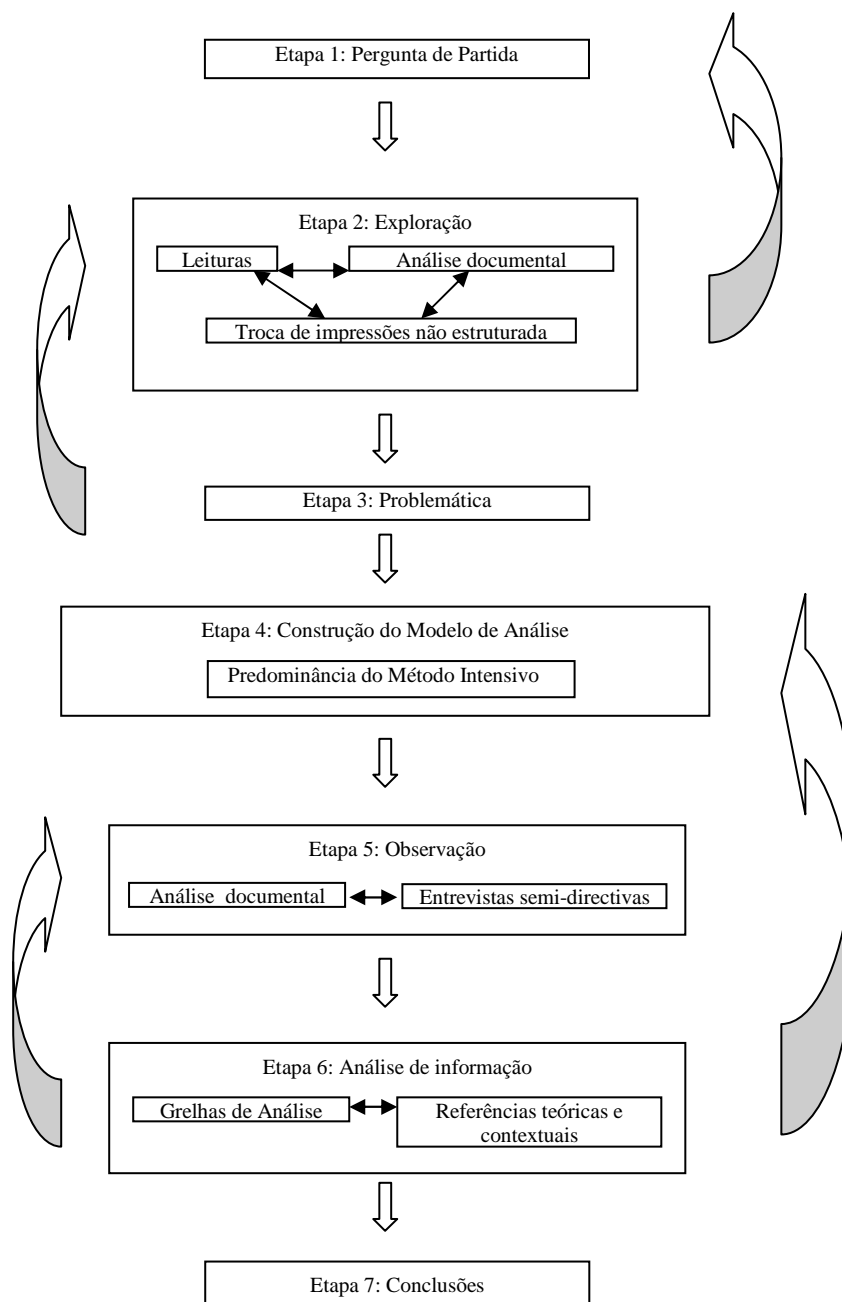 Etapa 1: Pergunta de Partida
Etapa 2: Exploração
Leituras
Análise documental
Troca de impressões não estruturada
Etapa 3: Problemática
Etapa 4: Construção do Modelo de Análise
Predominância do Método Intensivo
Etapa 5: Observação
Análise documental
Entrevistas semi-directivas
Etapa 6: Análise de informação
Grelhas de Análise
Referências teóricas e
contextuais
Etapa 7: Conclusões